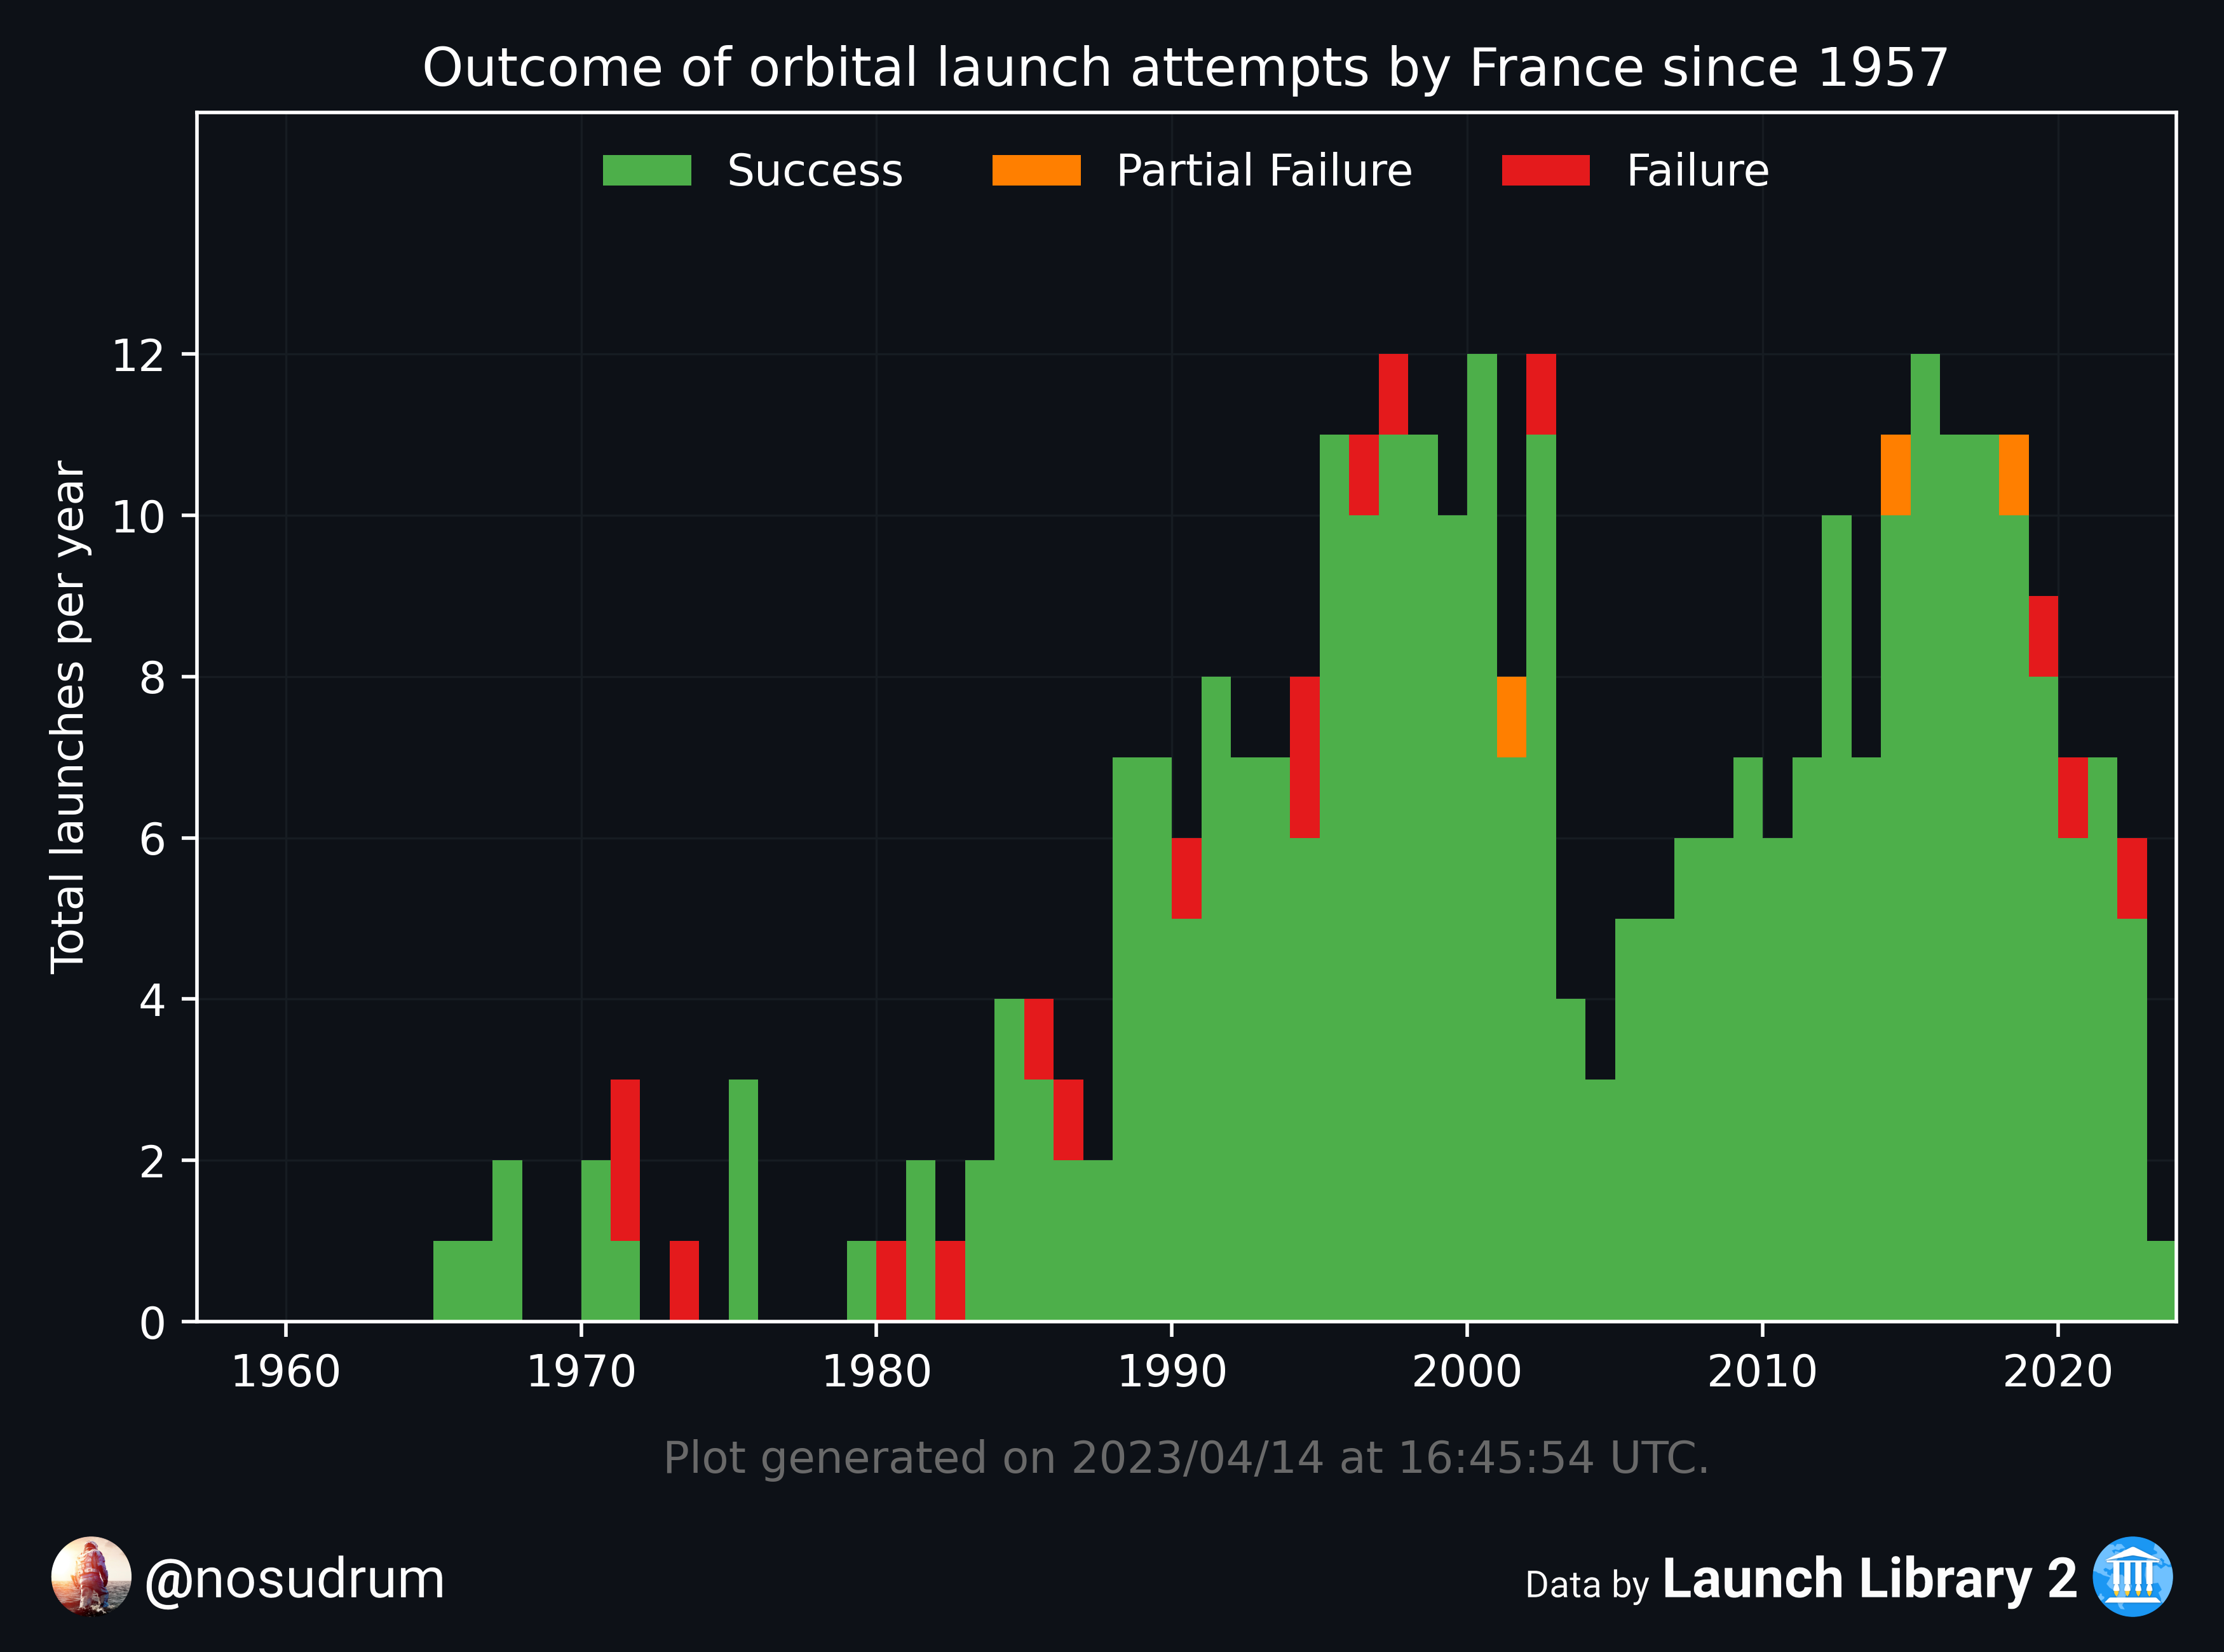 Outcome of orbital launch attempts by France since 1957
Success Partial Failure Failure
Total launches per year
12
10
8
6
4
2
0
1960 1970 1980 1990 2000 2010 2020
Plot generated on 2023/04/14 at 16:45:54 UTC.
@nosudrum
Data by Launch Library 2